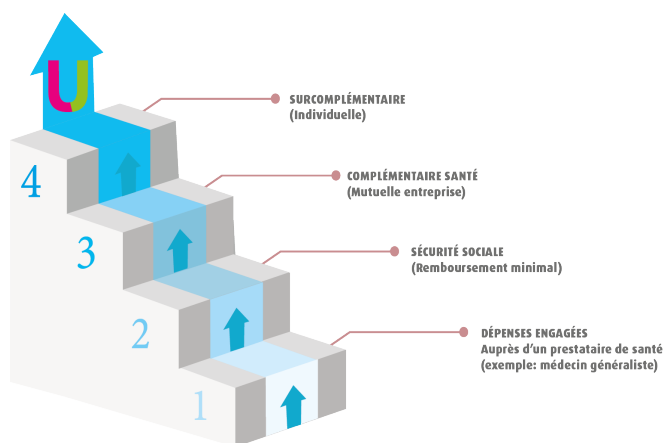 U
SURCOMPLÉMENTAIRE
(Individuelle)
4
COMPLÉMENTAIRE SANTÉ
(Mutuelle entreprise)
3
SÉCURITÉ SOCIALE
(Remboursement minimal)
2
DÉPENSES ENGAGÉES
Auprès d'un prestataire de santé
(exemple: médecin généraliste)
1